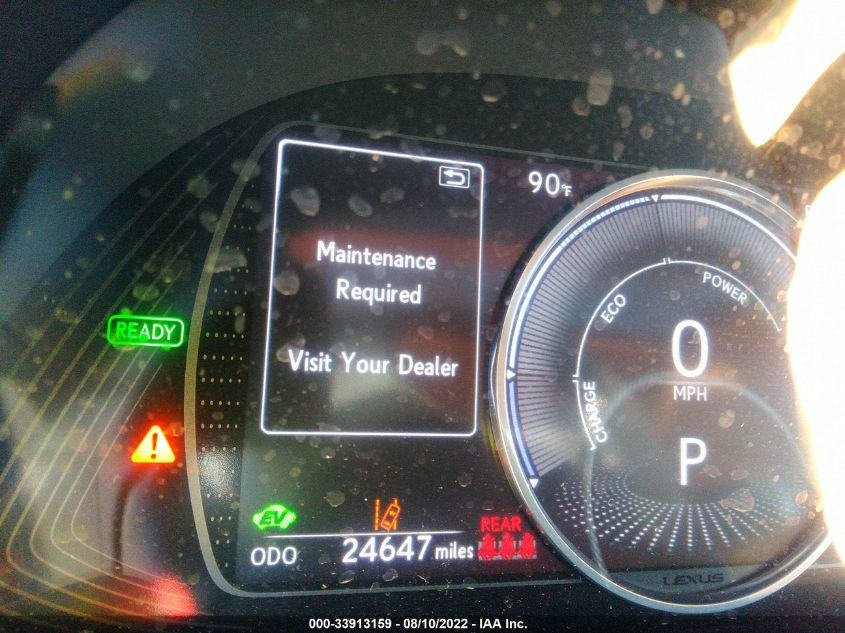 90°F
Maintenance
Required
Visit Your Dealer
READY
ECO
POWER
CHARGE
0
MPH
P
EV
REAR
ODO 24647 miles
LEXUS
000-33913159 - 08/10/2022 - IAA Inc.